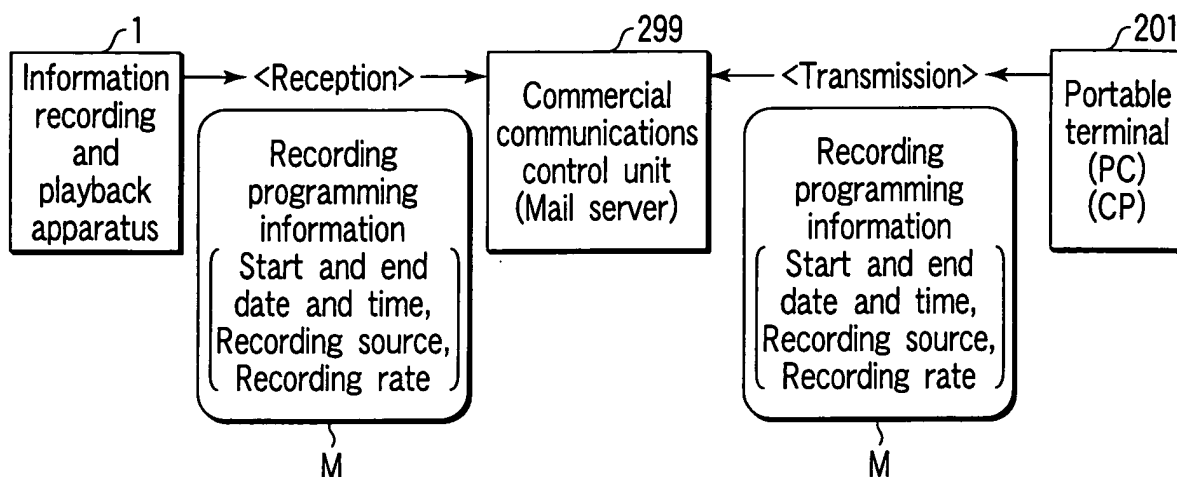 1
Information
recording
and
playback
apparatus
<Reception>
Recording
programming
information
Start and end
date and time,
Recording source,
Recording rate
M
299
Commercial
communications
control unit
(Mail server)
<Transmission>
Recording
programming
information
Start and end
date and time,
Recording source,
Recording rate
M
201
Portable
terminal
(PC)
(CP)